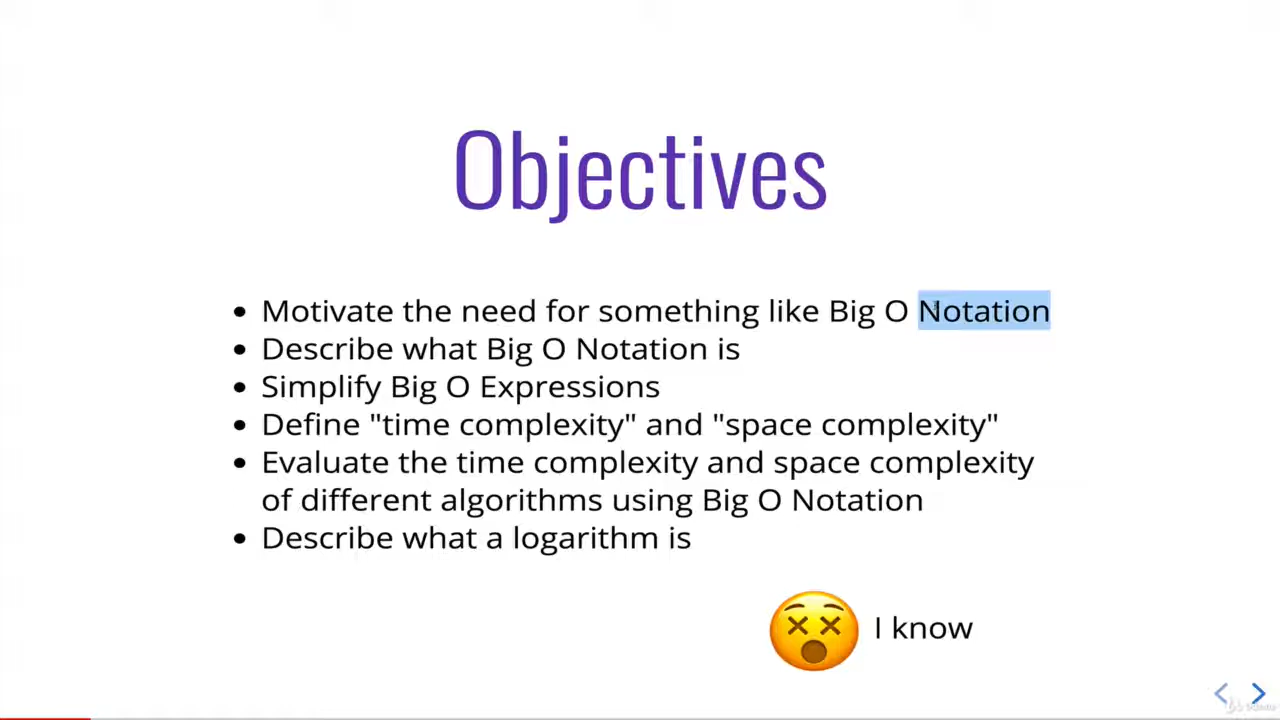 Objectives
• Motivate the need for something like Big O Notation
• Describe what Big O Notation is
• Simplify Big O Expressions
• Define "time complexity" and "space complexity"
• Evaluate the time complexity and space complexity
of different algorithms using Big O Notation
• Describe what a logarithm is
I know